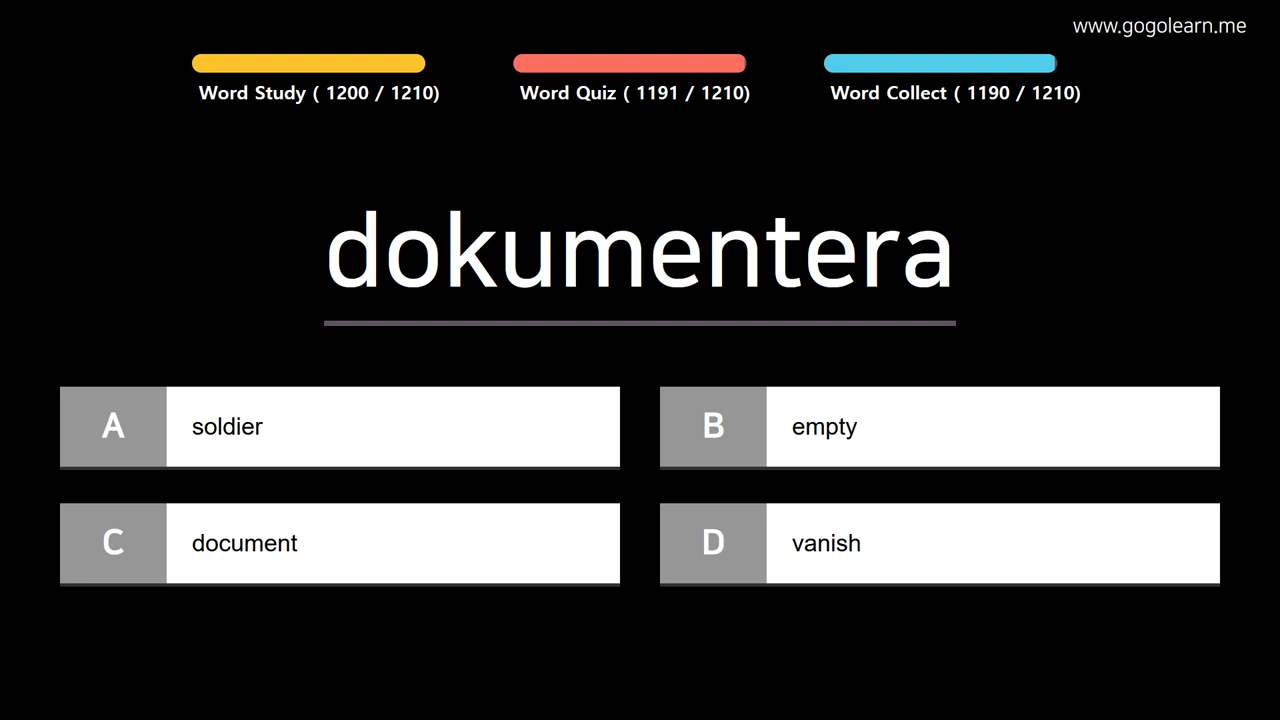 www.gogolearn.me
Word Study ( 1200 / 1210)
Word Quiz ( 1191 / 1210)
Word Collect ( 1190 / 1210)
dokumentera
A soldier
B empty
C document
D vanish